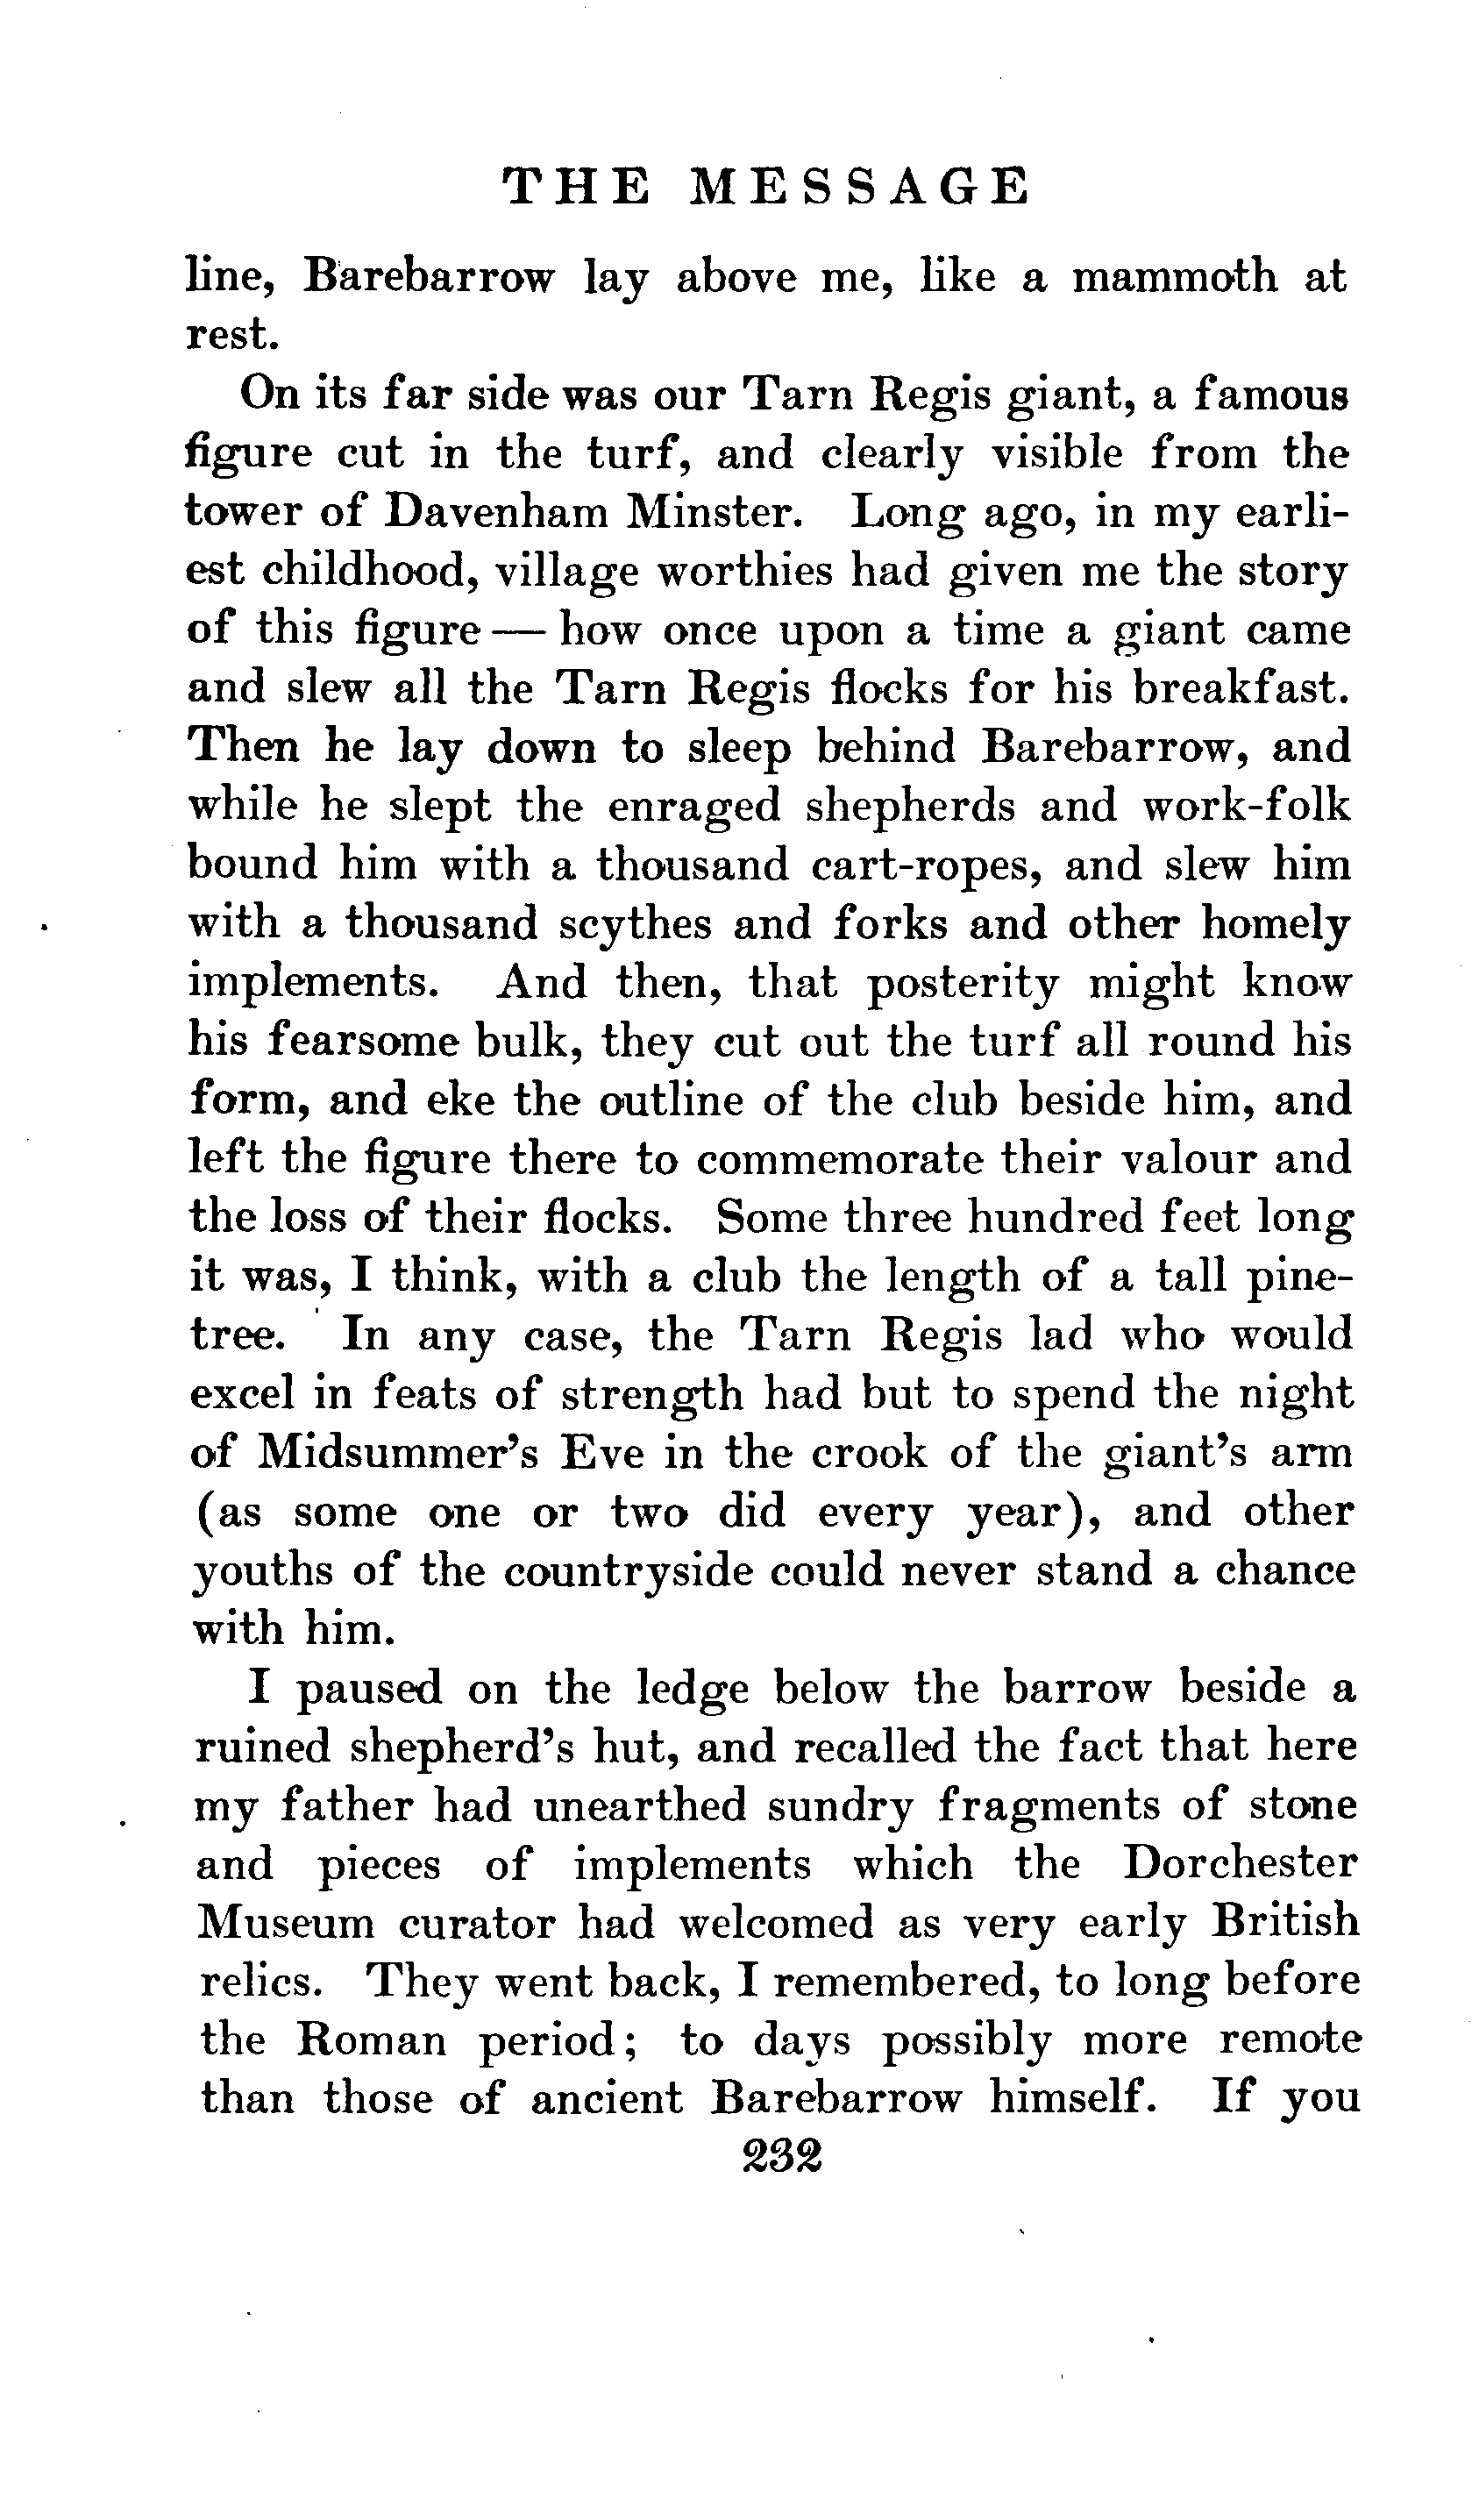 THE MESSAGE
line, Barebarrow lay above me, like a mammoth at
rest.
On its far side was our Tarn Regis giant, a famous
figure cut in the turf, and clearly visible from the
tower of Davenham Minster. Long ago, in my earli-
est childhood, village worthies had given me the story
of this figure — how once upon a time a giant came
and slew all the Tarn Regis flocks for his breakfast.
Then he lay down to sleep behind Barebarrow, and
while he slept the enraged shepherds and work-folk
bound him with a thousand cart-ropes, and slew him
with a thousand scythes and forks and other homely
implements. And then, that posterity might know
his fearsome bulk, they cut out the turf all round his
form, and eke the outline of the club beside him, and
left the figure there to commemorate their valour and
the loss of their flocks. Some three hundred feet long
it was, I think, with a club the length of a tall pine-
tree. In any case, the Tarn Regis lad who would
excel in feats of strength had but to spend the night
of Midsummer's Eve in the crook of the giant's arm
(as some one or two did every year), and other
youths of the countryside could never stand a chance
with him.
I paused on the ledge below the barrow beside a
ruined shepherd's hut, and recalled the fact that here
my father had unearthed sundry fragments of stone
and pieces of implements which the Dorchester
Museum curator had welcomed as very early British
relics. They went back, I remembered, to long before
the Roman period; to days possibly more remote
than those of ancient Barebarrow himself. If you
232